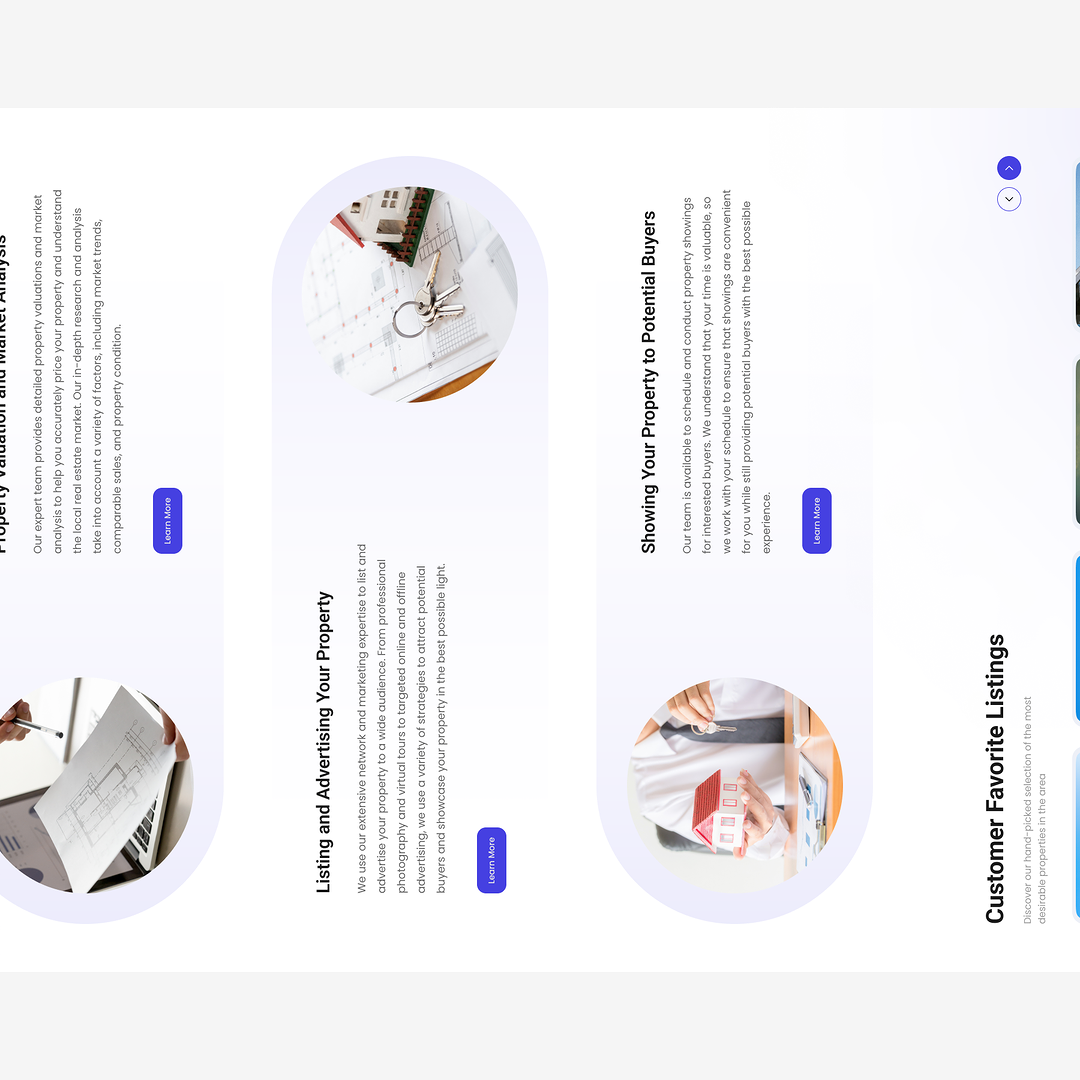 Property Valuation and Market Analysis
Our expert team provides detailed property valuations and market
analysis to help you accurately price your property and understand
the local real estate market. Our in-depth research and analysis
take into account a variety of factors, including market trends,
comparable sales, and property condition.
Learn More
Listing and Advertising Your Property
We use our extensive network and marketing expertise to list and
advertise your property to a wide audience. From professional
photography and virtual tours to targeted online and offline
advertising, we use a variety of strategies to attract potential
buyers and showcase your property in the best possible light.
Learn More
Showing Your Property to Potential Buyers
Our team is available to schedule and conduct property showings
for interested buyers. We understand that your time is valuable, so
we work with your schedule to ensure that showings are convenient
for you while still providing potential buyers with the best possible
experience.
Learn More
Customer Favorite Listings
Discover our hand-picked selection of the most
desirable properties in the area